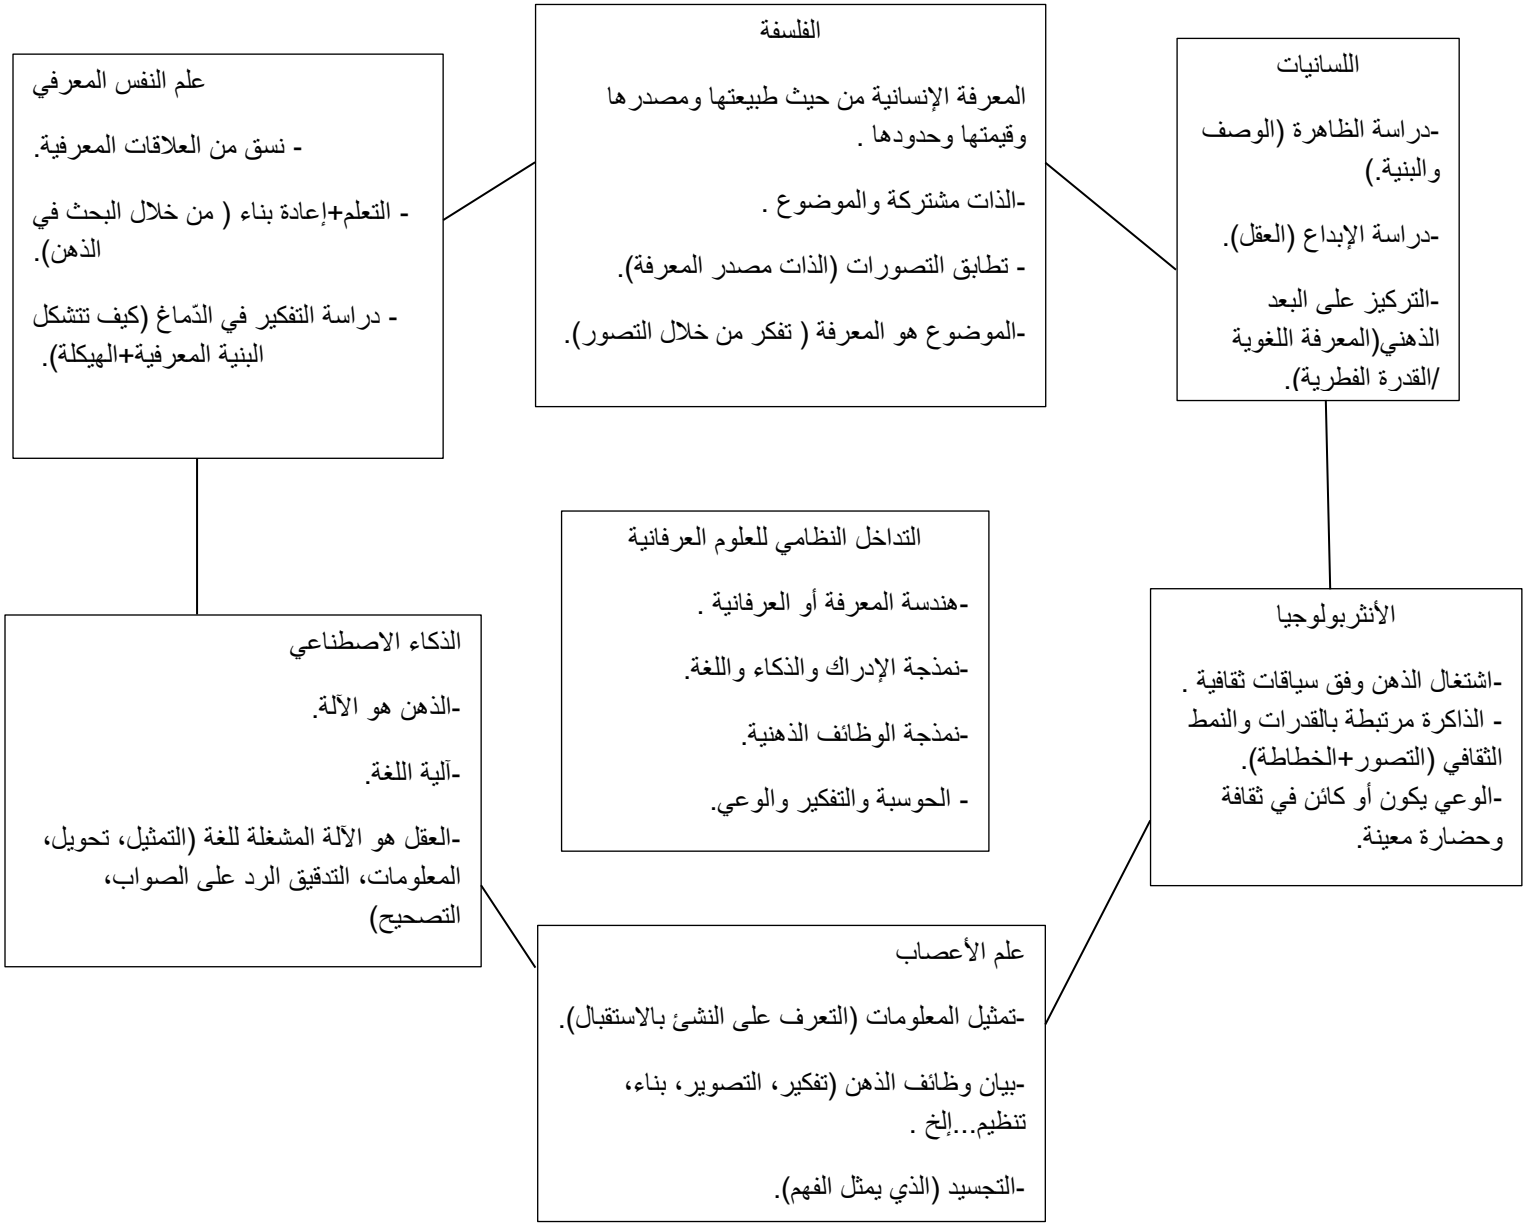 الفلسفة
المعرفة الإنسانية من حيث طبيعتها ومصدرها
وقيمتها وحدودها .
-الذات مشتركة والموضوع .
- تطابق التصورات (الذات مصدر المعرفة).
-الموضوع هو المعرفة ( تفكر من خلال التصور).
اللسانيات
-دراسة الظاهرة (الوصف
والبنية.)
-دراسة الإبداع (العقل).
-التركيز على البعد
الذهني(المعرفة اللغوية
/القدرة الفطرية).
علم النفس المعرفي
- نسق من العلاقات المعرفية.
- التعلم+إعادة بناء ( من خلال البحث في
الذهن).
- دراسة التفكير في الدّماغ (كيف تتشكل
البنية المعرفية+الهيكلة).
التداخل النظامي للعلوم العرفانية
-هندسة المعرفة أو العرفانية .
-نمذجة الإدراك والذكاء واللغة.
-نمذجة الوظائف الذهنية.
- الحوسبة والتفكير والوعي.
الأنثربولوجيا
-اشتغال الذهن وفق سياقات ثقافية .
- الذاكرة مرتبطة بالقدرات والنمط
الثقافي (التصور+الخطاطة).
-الوعي يكون أو كائن في ثقافة
وحضارة معينة.
الذكاء الاصطناعي
-الذهن هو الآلة.
-آلية اللغة.
-العقل هو الآلة المشغلة للغة (التمثيل، تحويل،
المعلومات، التدقيق الرد على الصواب،
التصحيح)
علم الأعصاب
-تمثيل المعلومات (التعرف على النشئ بالاستقبال).
-بيان وظائف الذهن (تفكير، التصوير، بناء،
تنظيم...إلخ .
-التجسيد (الذي يمثل الفهم).